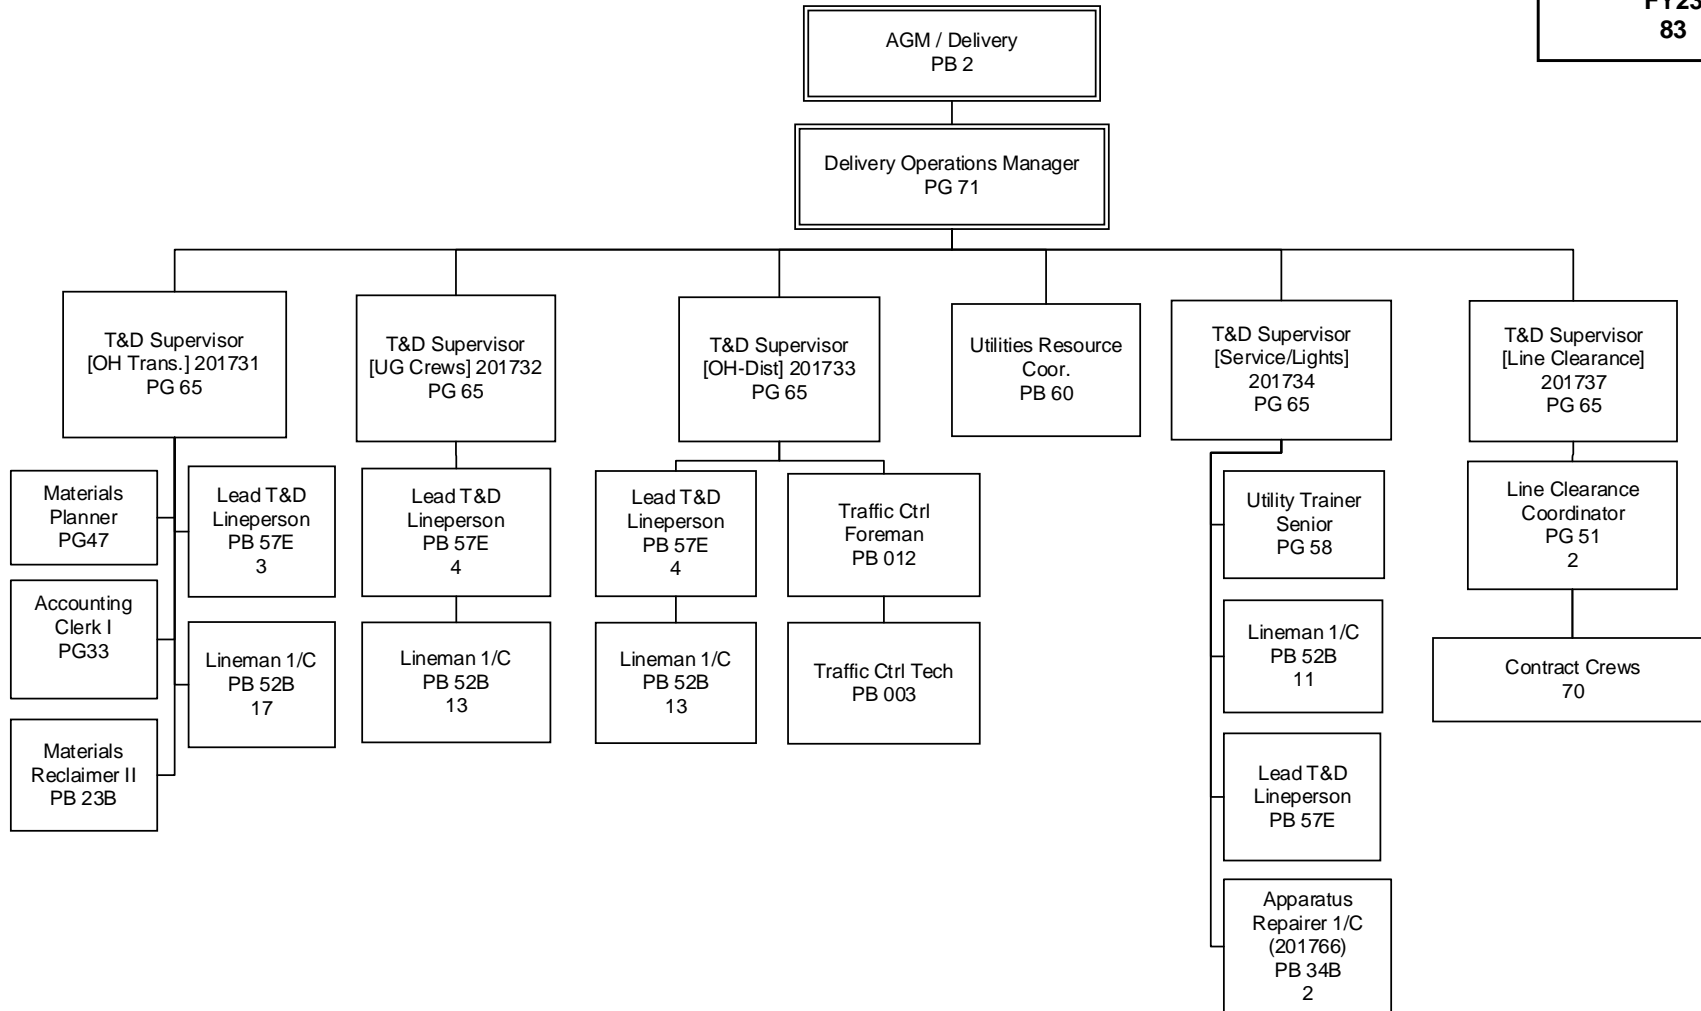 FY23
83
AGM / Delivery
PB 2
Delivery Operations Manager
PG 71
T&D Supervisor
[OH Trans.] 201731
PG 65
T&D Supervisor
[UG Crews] 201732
PG 65
T&D Supervisor
[OH-Dist] 201733
PG 65
Utilities Resource
Coor.
PB 60
T&D Supervisor
[Service/Lights]
201734
PG 65
T&D Supervisor
[Line Clearance]
201737
PG 65
Materials
Planner
PG47
Accounting
Clerk I
PG33
Materials
Reclaimer II
PB 23B
Lead T&D
Lineperson
PB 57E
3
Lineman 1/C
PB 52B
17
Lead T&D
Lineperson
PB 57E
4
Lineman 1/C
PB 52B
13
Lead T&D
Lineperson
PB 57E
4
Lineman 1/C
PB 52B
13
Traffic Ctrl
Foreman
PB 012
Traffic Ctrl Tech
PB 003
Utility Trainer
Senior
PG 58
Lineman 1/C
PB 52B
11
Lead T&D
Lineperson
PB 57E
Apparatus
Repairer 1/C
(201766)
PB 34B
2
Line Clearance
Coordinator
PG 51
2
Contract Crews
70